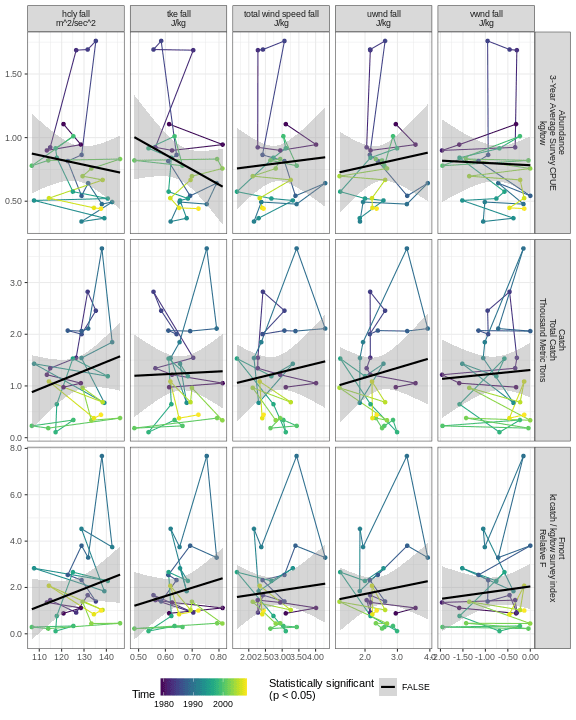 hcly fall
m^2/sec^2
tke fall
J/kg
total wind speed fall
J/kg
uwnd fall
J/kg
vwnd fall
J/kg
Abundance
3-Year Average Survey CPUE
kg/tow
1.50
1.00
0.50
Catch
Total Catch
Thousand Metric Tons
3.0
2.0
1.0
0.0
Fmort
kt catch / kg/tow survey index
Relative F
8.0
6.0
4.0
2.0
0.0
110 120 130 140
0.50 0.60 0.70 0.80
2.00 2.50 3.00 3.50 4.00
2.0 3.0 4.0
-2.00 -1.50 -1.00 -0.50 0.00
Time
1980 1990 2000
Statistically significant
(p < 0.05)
FALSE